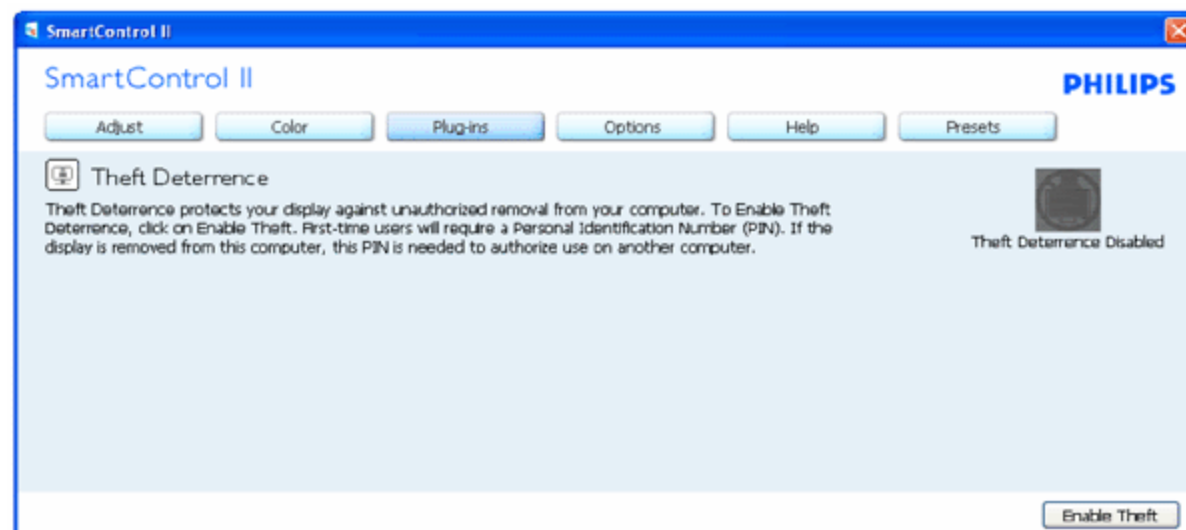 SmartControl II
SmartControl II
PHILIPS
Adjust Color Plug-ins Options Help Presets
Theft Deterrence
Theft Deterrence protects your display against unauthorized removal from your computer. To Enable Theft
Deterrence, click on Enable Theft. First-time users will require a Personal Identification Number (PIN). If the
display is removed from this computer, this PIN is needed to authorize use on another computer.
Theft Deterrence Disabled
Enable Theft